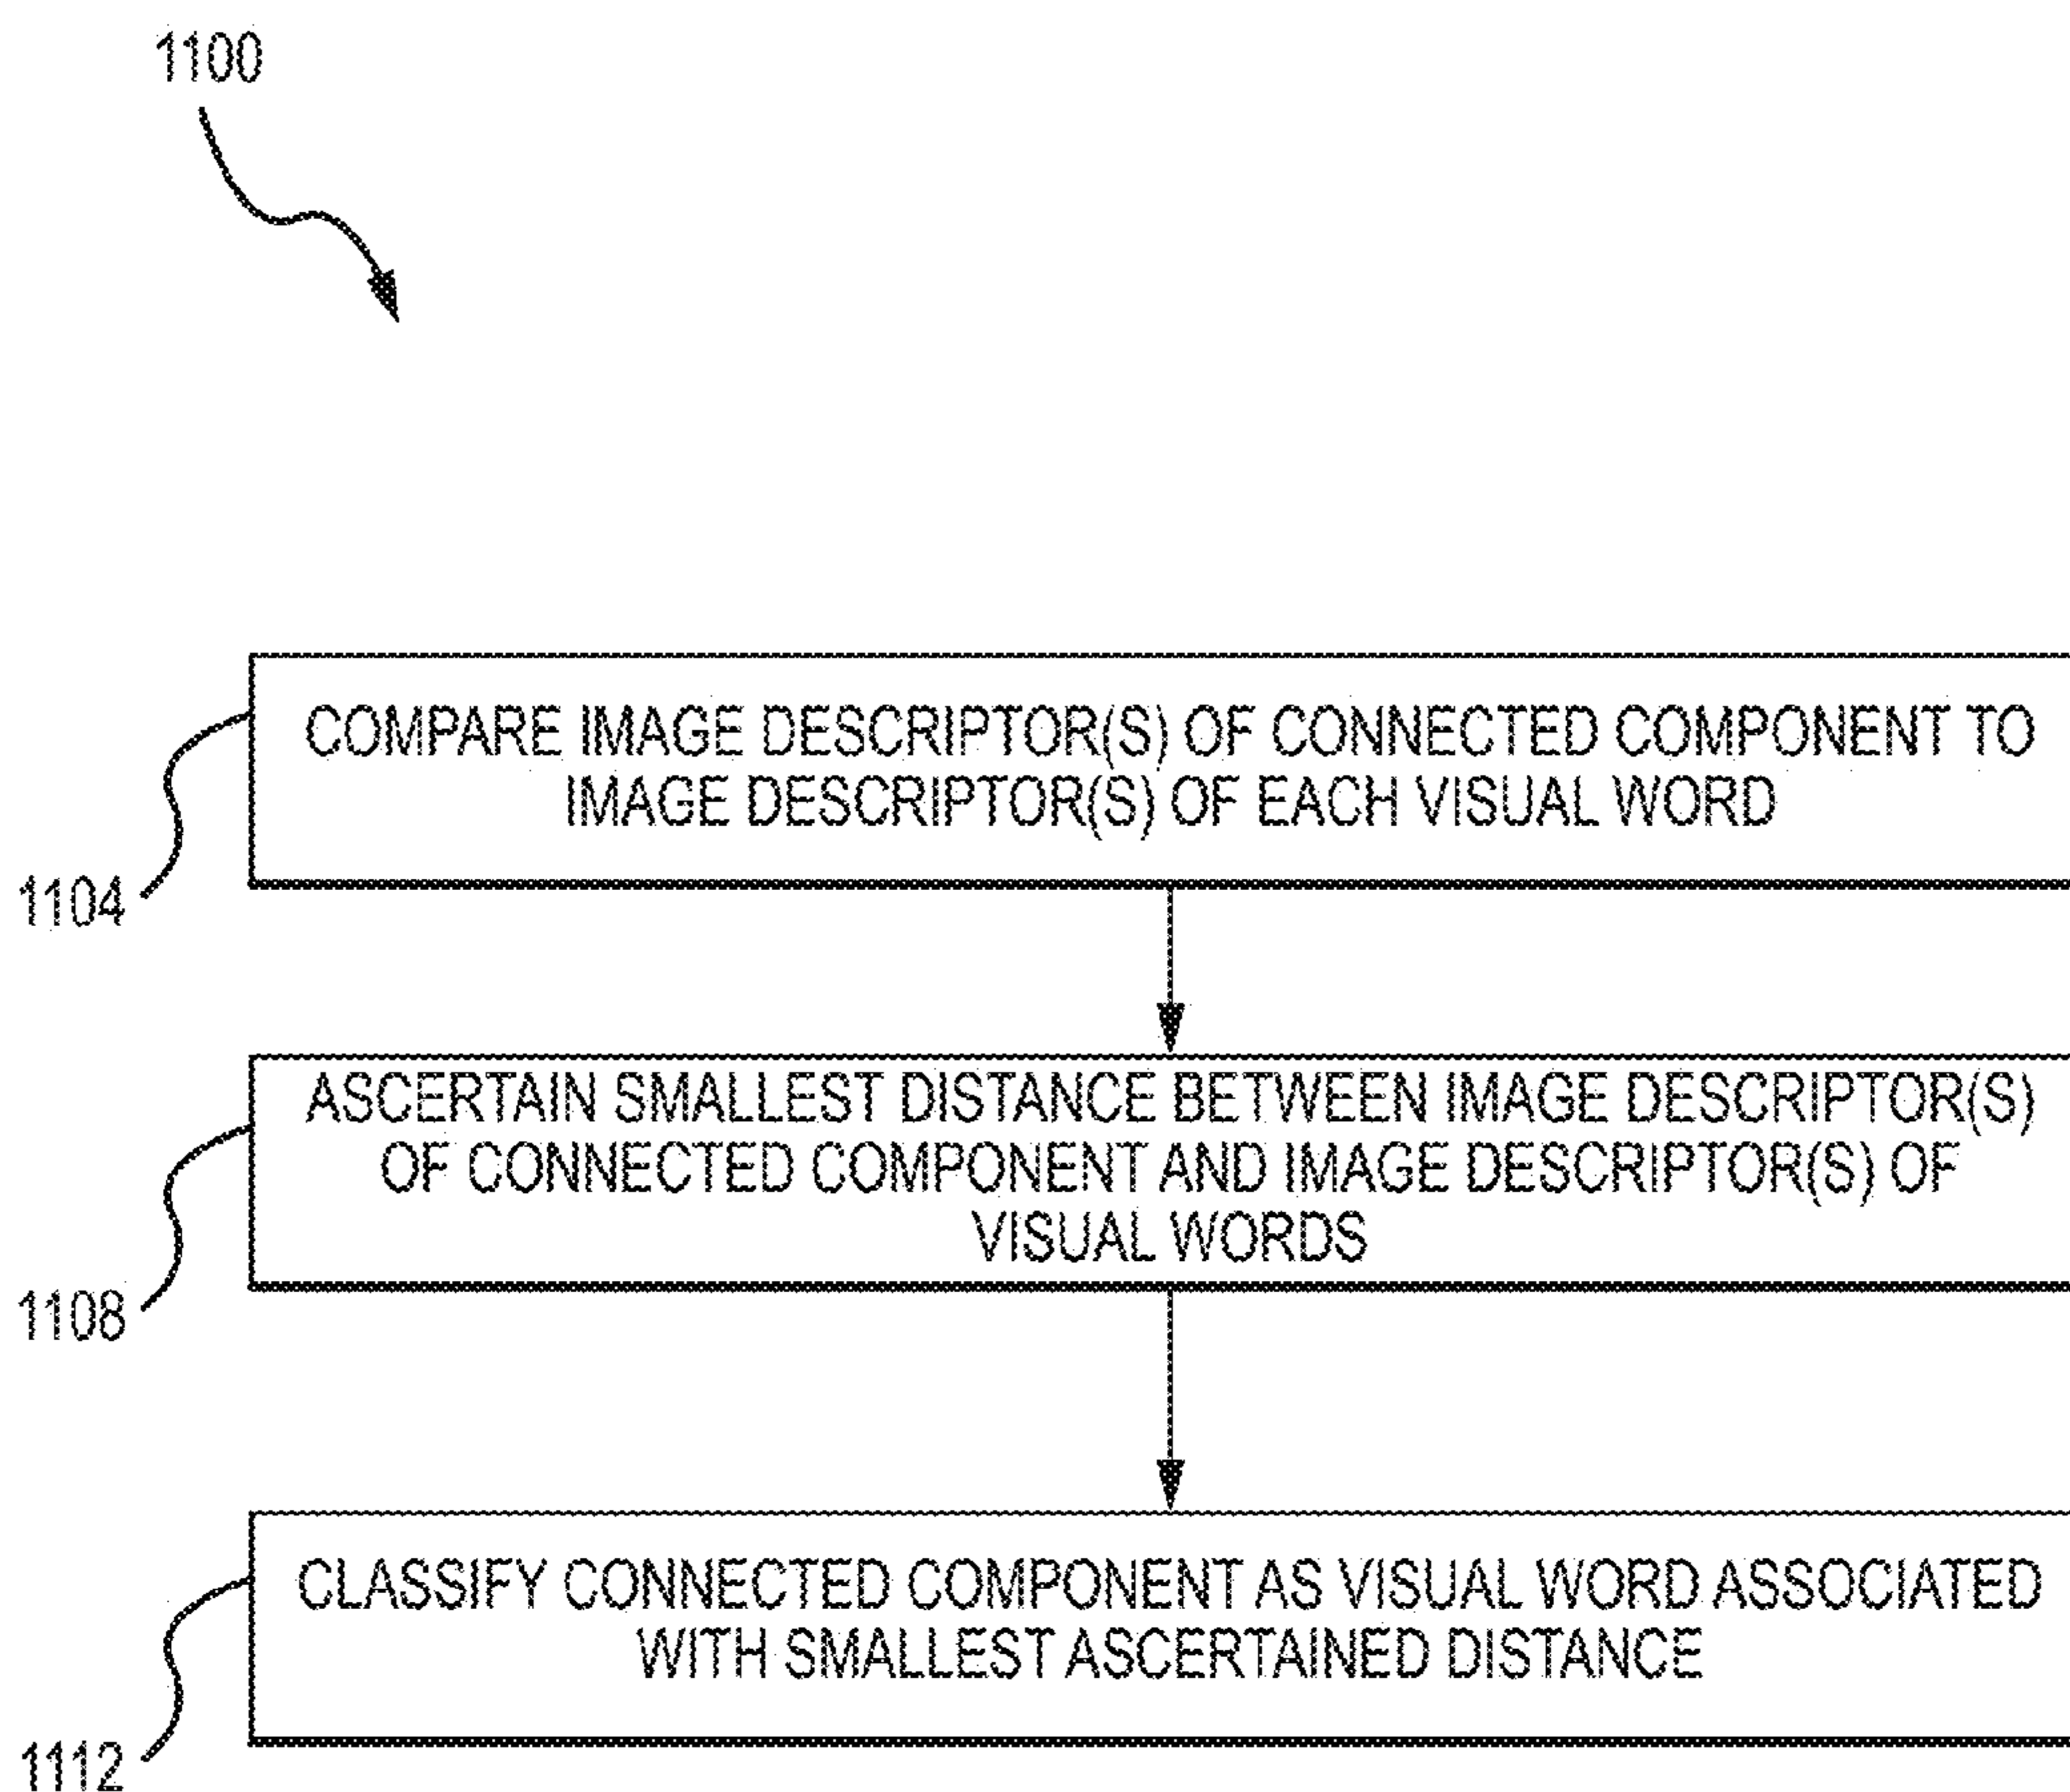 1100
COMPARE IMAGE DESCRIPTOR(S) OF CONNECTED COMPONENT TO
IMAGE DESCRIPTOR(S) OF EACH VISUAL WORD
1104
ASCERTAIN SMALLEST DISTANCE BETWEEN IMAGE DESCRIPTOR(S)
OF CONNECTED COMPONENT AND IMAGE DESCRIPTOR(S) OF
VISUAL WORDS
1108
CLASSIFY CONNECTED COMPONENT AS VISUAL WORD ASSOCIATED
WITH SMALLEST ASCERTAINED DISTANCE
1112